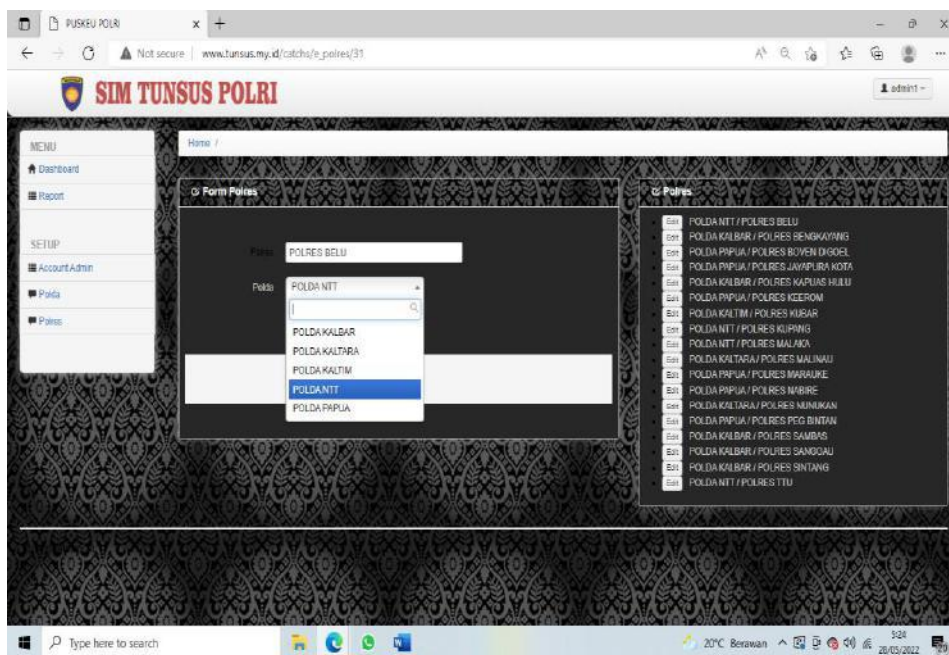 PUSKEU POLRI
Not secure www.tunsus.my.id/catchs/e_polres/31
SIM TUNSUS POLRI
admin1
MENU
Dashboard
Report
SETUP
Account Admin
Polda
Polres
Home /
Form Polres
Polres POLRES BELU
Polda POLDA NTT
POLDA KALBAR
POLDA KALTARA
POLDA KALTIM
POLDA NTT
POLDA PAPUA
Polres
Edit POLDA NTT / POLRES BELU
Edit POLDA KALBAR / POLRES BENGKAYANG
Edit POLDA PAPUA / POLRES BOVEN DIGOEL
Edit POLDA PAPUA / POLRES JAYAPURA KOTA
Edit POLDA KALBAR / POLRES KAPUAS HULU
Edit POLDA PAPUA / POLRES KEEROM
Edit POLDA KALTIM / POLRES KUBAR
Edit POLDA NTT / POLRES KUPANG
Edit POLDA NTT / POLRES MALAKA
Edit POLDA KALTARA / POLRES MALINAU
Edit POLDA PAPUA / POLRES MARAUKE
Edit POLDA PAPUA / POLRES NABIRE
Edit POLDA KALTARA / POLRES NUNUKAN
Edit POLDA PAPUA / POLRES PEG BINTAN
Edit POLDA KALBAR / POLRES SAMBAS
Edit POLDA KALBAR / POLRES SANGGAU
Edit POLDA KALBAR / POLRES SINTANG
Edit POLDA NTT / POLRES TTU
Type here to search
20°C Berawan
5:24
28/05/2022